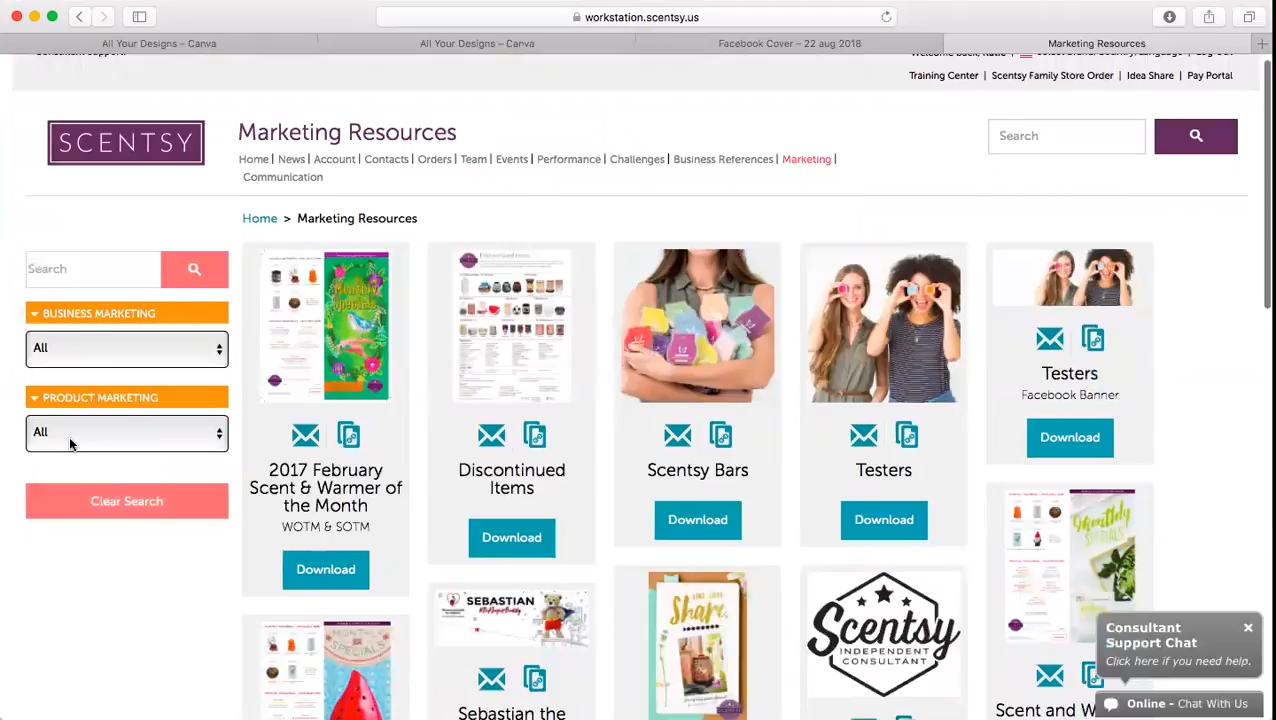 workstation.scentsy.us
All Your Designs – Canva
All Your Designs – Canva
Facebook Cover – 22 aug 2018
Marketing Resources
Training Center | Scentsy Family Store Order | Idea Share | Pay Portal
SCENTSY
Marketing Resources
Search
Home | News | Account | Contacts | Orders | Team | Events | Performance | Challenges | Business References | Marketing |
Communication
Home > Marketing Resources
Search
BUSINESS MARKETING
All
PRODUCT MARKETING
All
Clear Search
2017 February
Scent & Warmer of
the Month
WOTM & SOTM
Download
Discontinued
Items
Download
Scentsy Bars
Download
Testers
Download
Testers
Facebook Banner
Download
SEBASTIAN
Sebastian the
Share
Scentsy
INDEPENDENT
CONSULTANT
SPECIALS
Scent and W
Consultant
Support Chat
Click here if you need help.
Online - Chat With Us